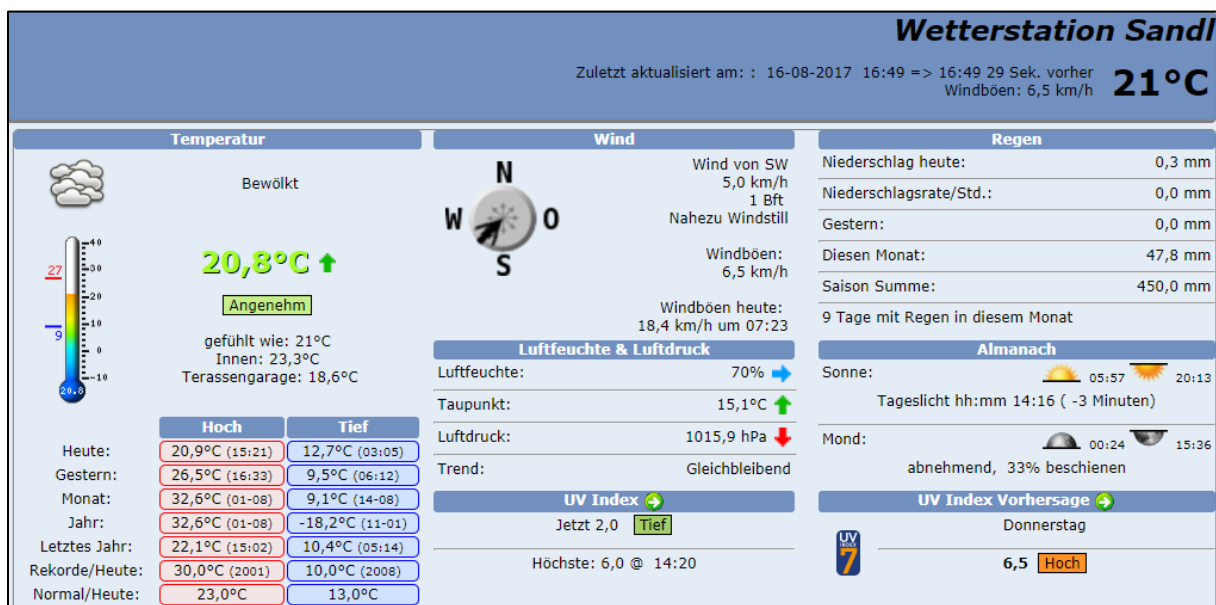 Wetterstation Sandl
Zuletzt aktualisiert am: : 16-08-2017 16:49 => 16:49 29 Sek. vorher
Windböen: 6,5 km/h
21°C
Temperatur
Bewölkt
40
30
20
10
0
-10
27
9
20.8
20,8°C
Angenehm
gefühlt wie: 21°C
Innen: 23,3°C
Terassengarage: 18,6°C
Hoch Tief
Heute: 20,9°C (15:21) 12,7°C (03:05)
Gestern: 26,5°C (16:33) 9,5°C (06:12)
Monat: 32,6°C (01-08) 9,1°C (14-08)
Jahr: 32,6°C (01-08) -18,2°C (11-01)
Letztes Jahr: 22,1°C (15:02) 10,4°C (05:14)
Rekorde/Heute: 30,0°C (2001) 10,0°C (2008)
Normal/Heute: 23,0°C 13,0°C
Wind
N
W O
S
Wind von SW
5,0 km/h
1 Bft
Nahezu Windstill
Windböen:
6,5 km/h
Windböen heute:
18,4 km/h um 07:23
Luftfeuchte & Luftdruck
Luftfeuchte: 70%
Taupunkt: 15,1°C
Luftdruck: 1015,9 hPa
Trend: Gleichbleibend
UV Index
Jetzt 2,0 Tief
Höchste: 6,0 @ 14:20
Regen
Niederschlag heute: 0,3 mm
Niederschlagsrate/Std.: 0,0 mm
Gestern: 0,0 mm
Diesen Monat: 47,8 mm
Saison Summe: 450,0 mm
9 Tage mit Regen in diesem Monat
Almanach
Sonne: 05:57 20:13
Tageslicht hh:mm 14:16 ( -3 Minuten)
Mond: 00:24 15:36
abnehmend, 33% beschienen
UV Index Vorhersage
Donnerstag
UV
INDEX
7
6,5 Hoch